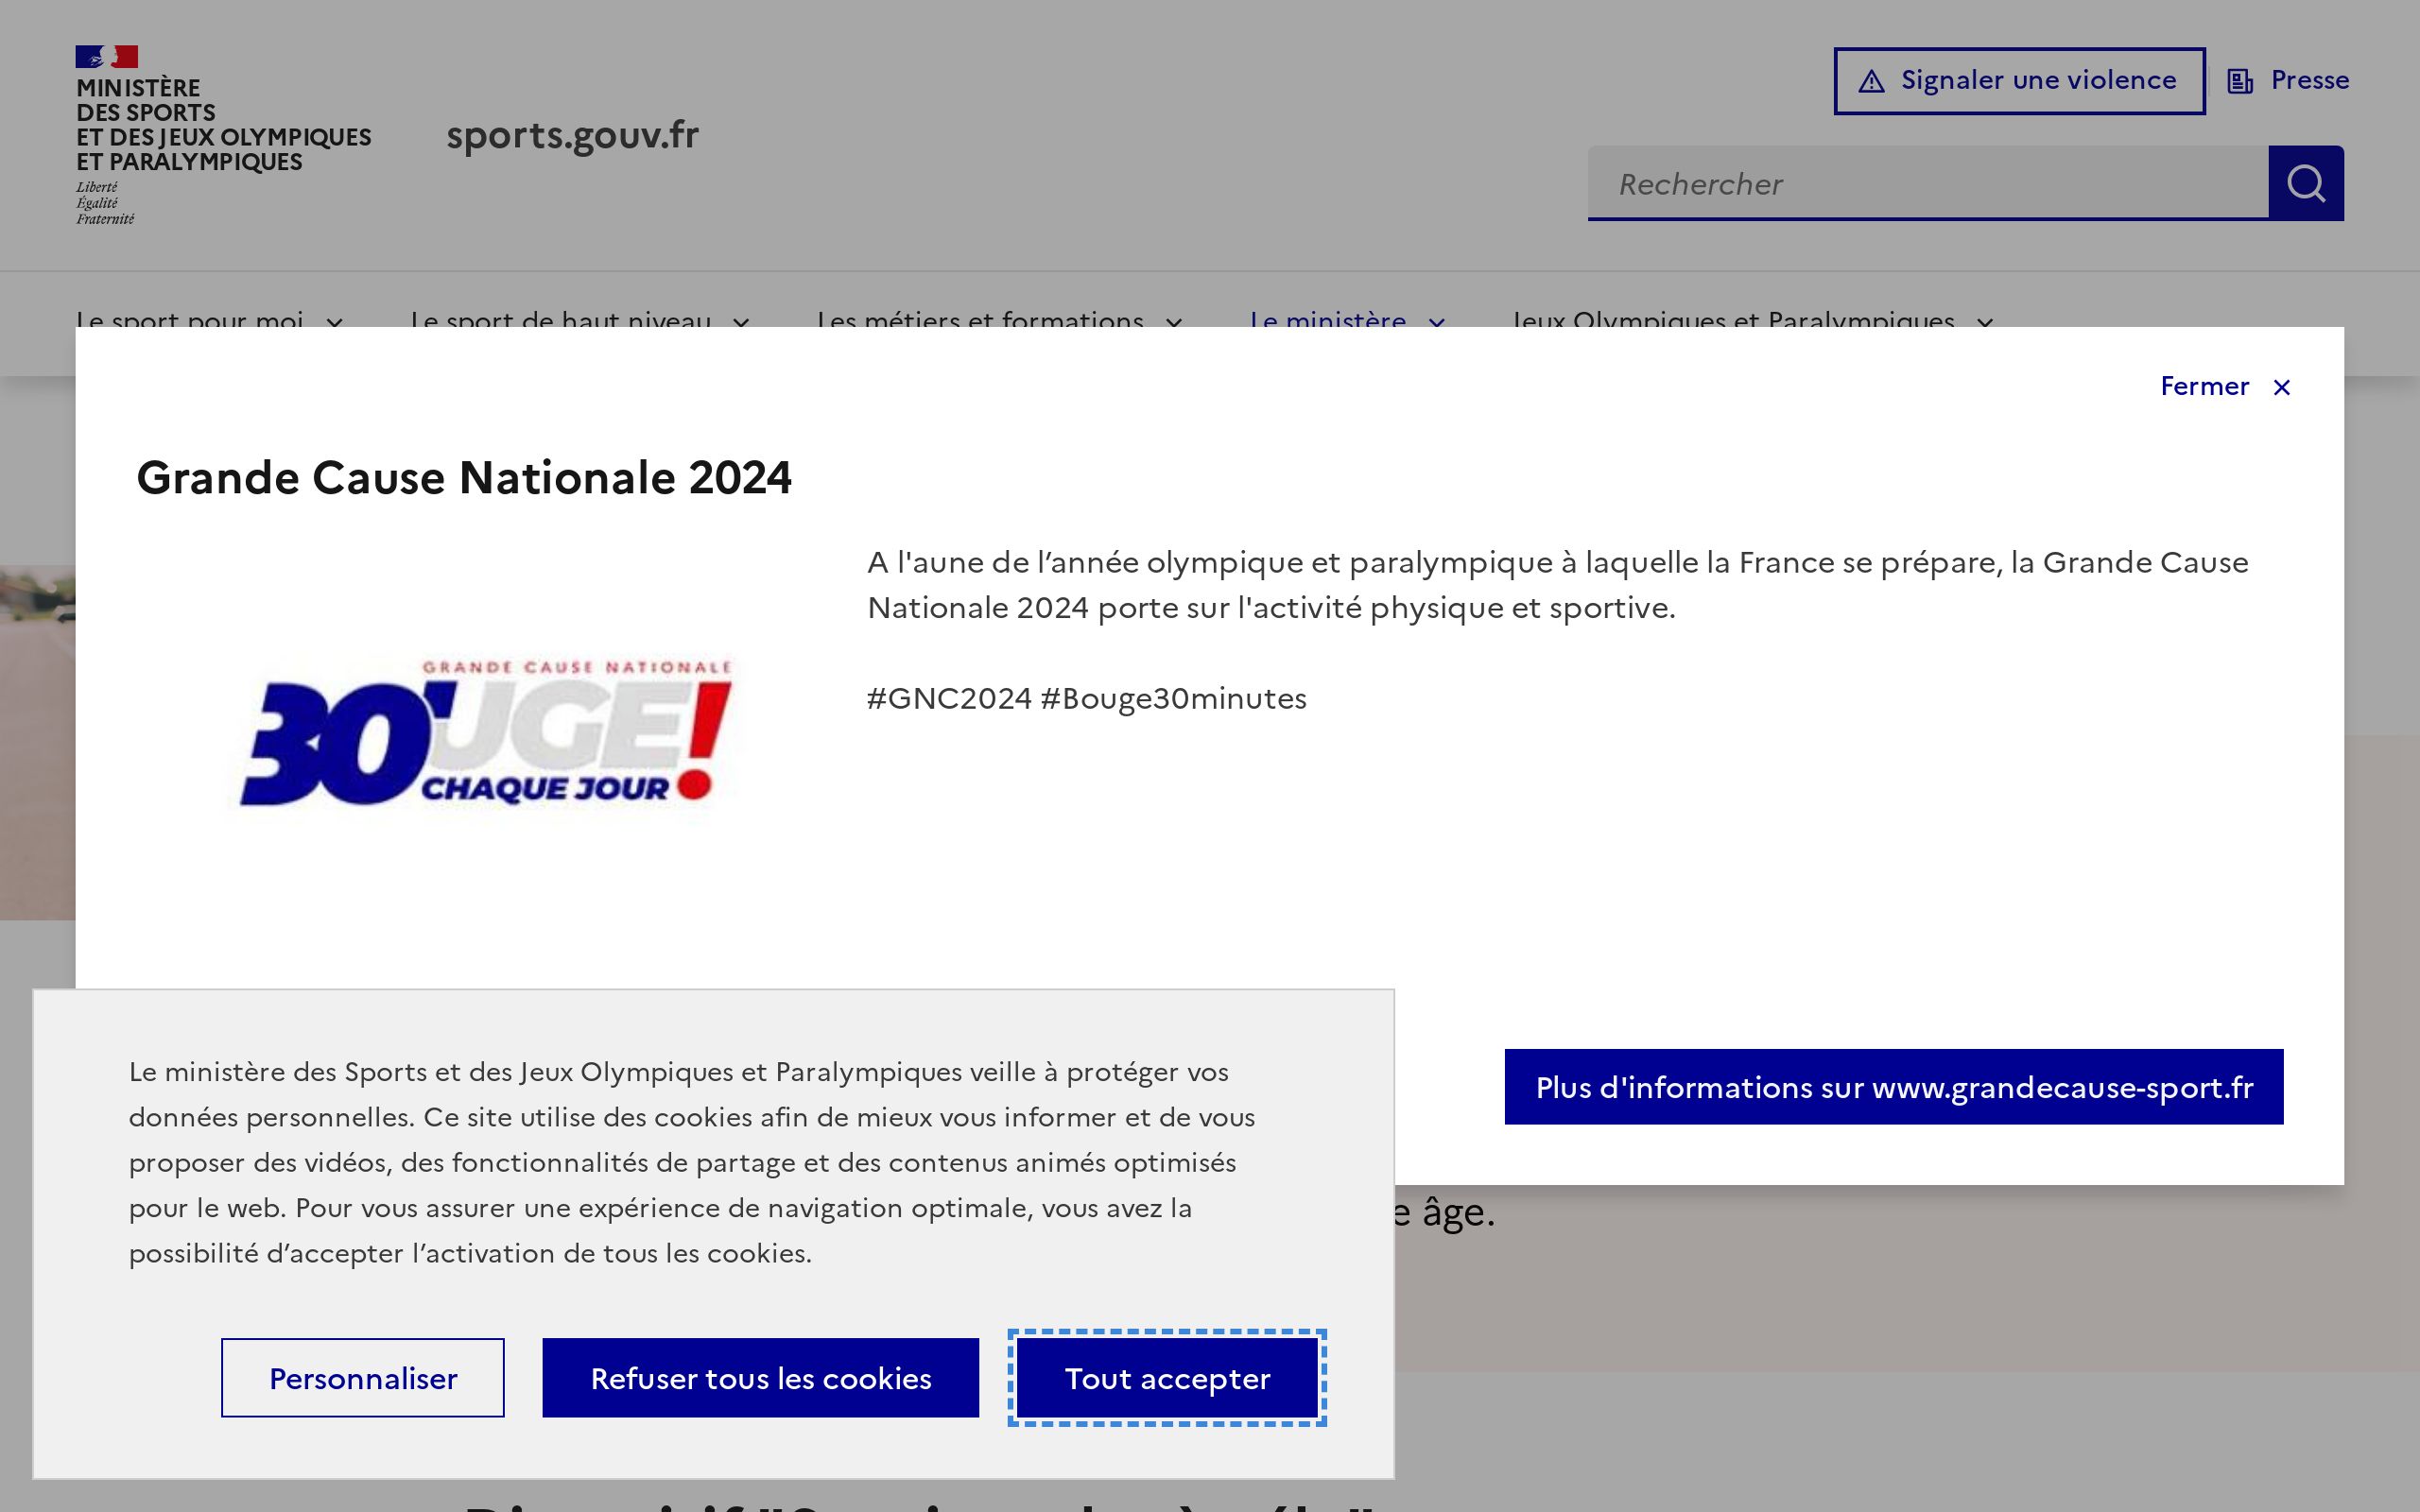 MINISTÈRE
DES SPORTS
ET DES JEUX OLYMPIQUES
ET PARALYMPIQUES
Liberté
Égalité
Fraternité
sports.gouv.fr
Signaler une violence
Presse
Rechercher
Le sport pour moi
Le sport de haut niveau
Les métiers et formations
Le ministère
Jeux Olympiques et Paralympiques
Fermer
Grande Cause Nationale 2024
A l'aune de l’année olympique et paralympique à laquelle la France se prépare, la Grande Cause
Nationale 2024 porte sur l'activité physique et sportive.
#GNC2024 #Bouge30minutes
GRANDE CAUSE NATIONALE
30'UGE!
CHAQUE JOUR
Plus d'informations sur www.grandecause-sport.fr
âge.
Le ministère des Sports et des Jeux Olympiques et Paralympiques veille à protéger vos
données personnelles. Ce site utilise des cookies afin de mieux vous informer et de vous
proposer des vidéos, des fonctionnalités de partage et des contenus animés optimisés
pour le web. Pour vous assurer une expérience de navigation optimale, vous avez la
possibilité d’accepter l’activation de tous les cookies.
Personnaliser
Refuser tous les cookies
Tout accepter